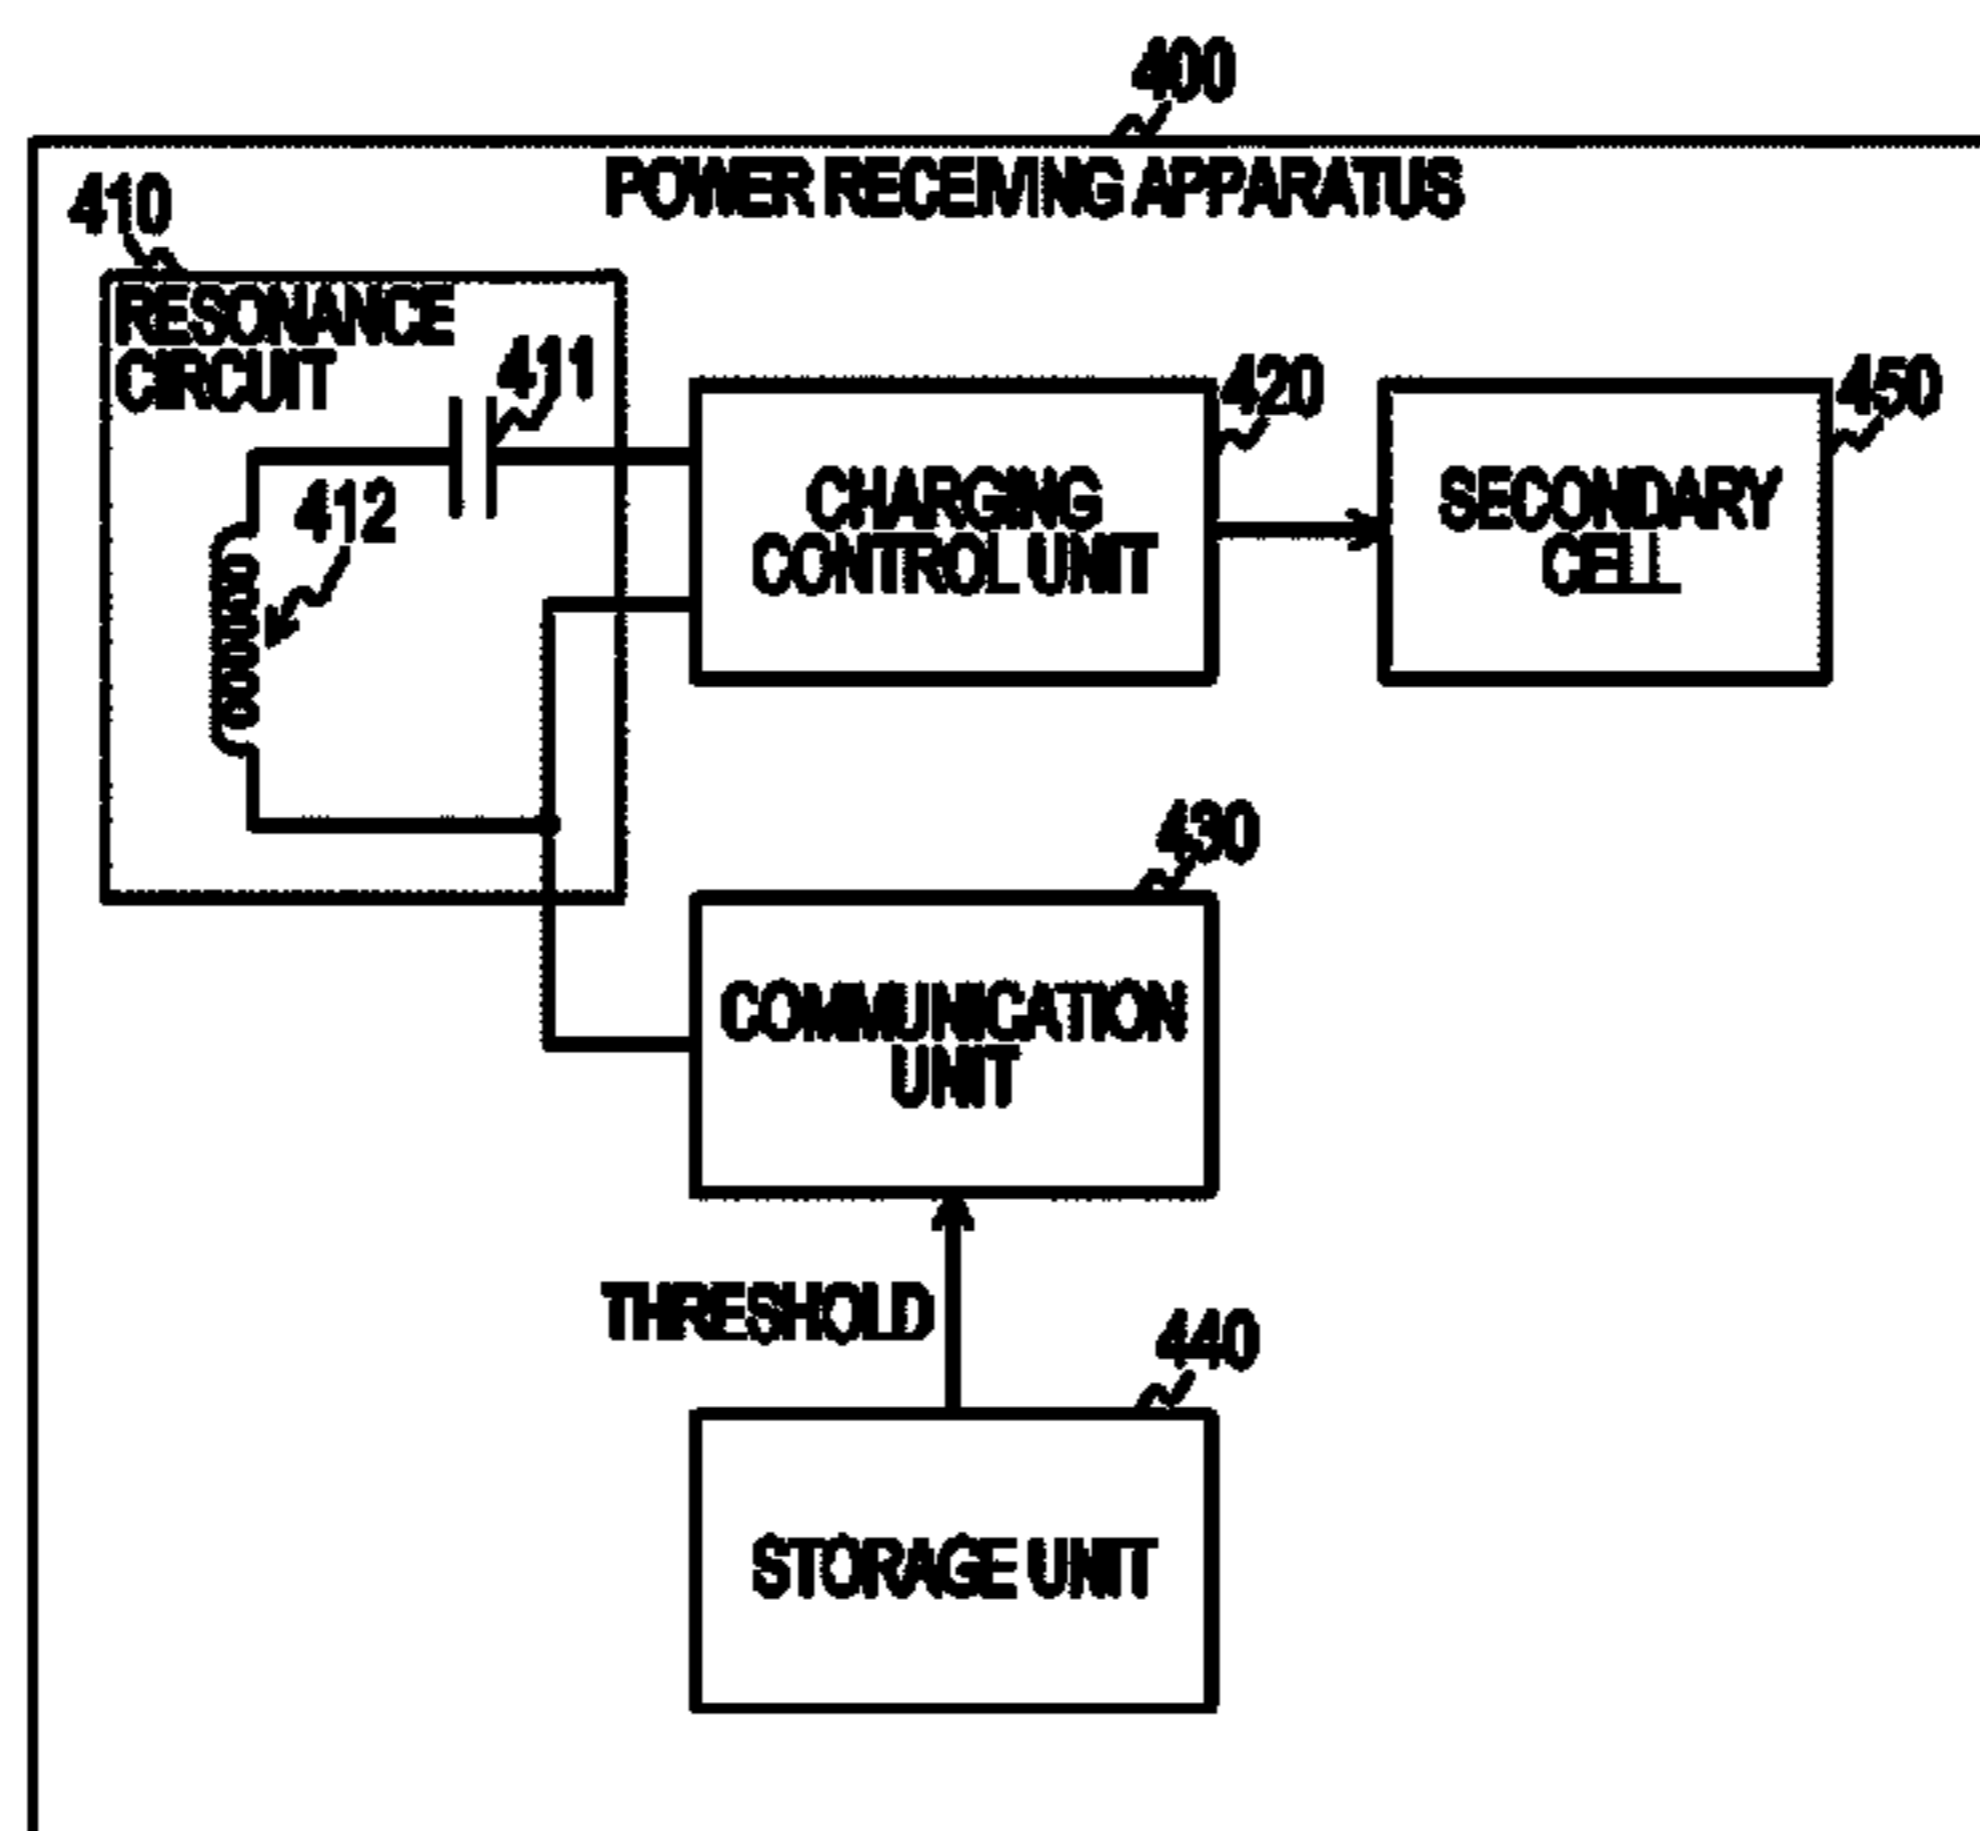 400
POWER RECEIVING APPARATUS
410
RESONANCE
CIRCUIT
411
412
420
CHARGING
CONTROL UNIT
450
SECONDARY
CELL
430
COMMUNICATION
UNIT
THRESHOLD
440
STORAGE UNIT